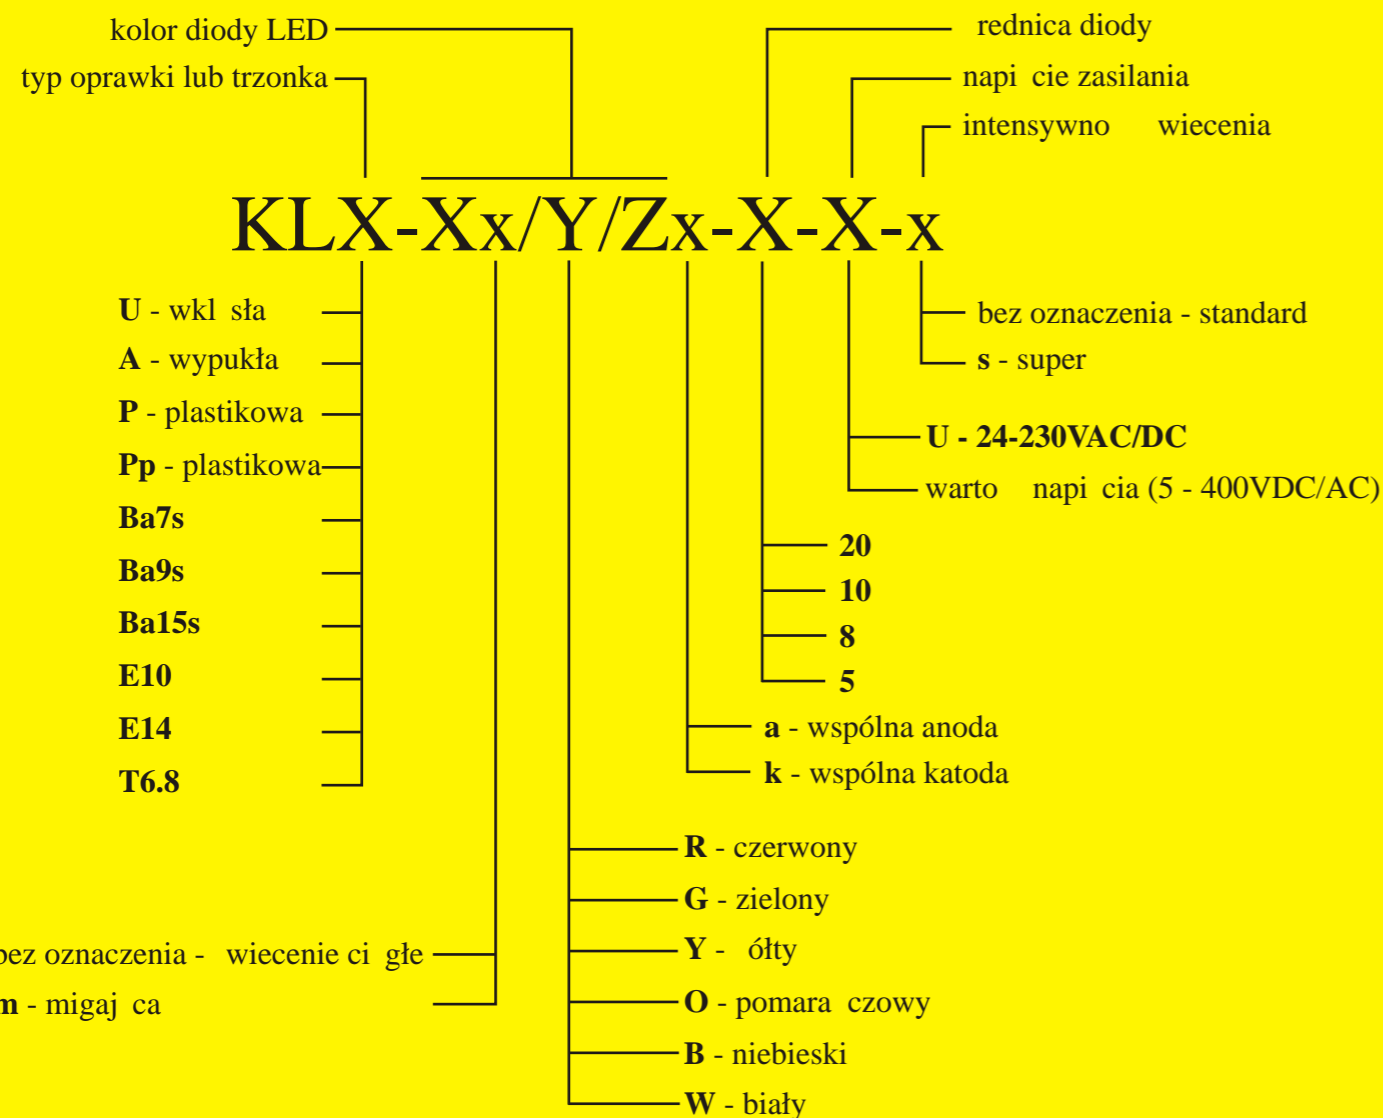 kolor diody LED
rednica diody
typ oprawki lub trzonka
napi cie zasilania
intensywno wiecenia
KLX-Xx/Y/Zx-X-X-x
U - wkl sła
A - wypukła
P - plastikowa
Pp - plastikowa
Ba7s
Ba9s
Ba15s
E10
E14
T6.8
bez oznaczenia - standard
s - super
U - 24-230VAC/DC
warto napi cia (5 - 400VDC/AC)
20
10
8
5
a - wspólna anoda
k - wspólna katoda
R - czerwony
G - zielony
Y - ółty
O - pomara czowy
B - niebieski
W - biały
bez oznaczenia - wiecenie ci głe
m - migaj ca